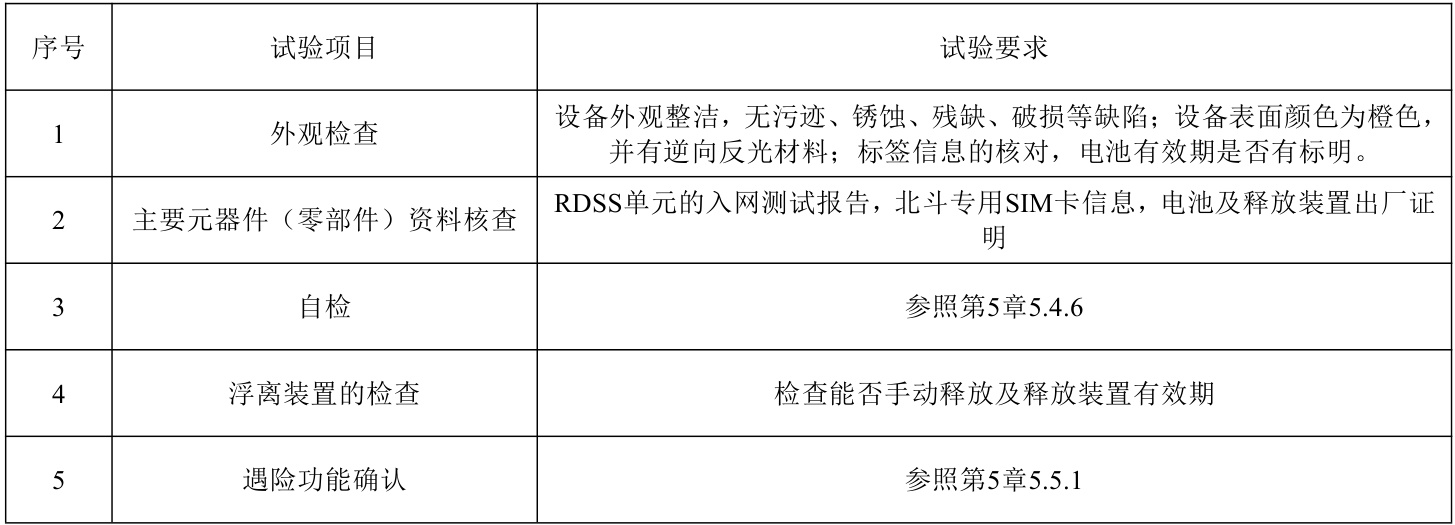 序号 试验项目 试验要求
1 外观检查 设备外观整洁，无污迹、锈蚀、残缺、破损等缺陷；设备表面颜色为橙色，
并有逆向反光材料；标签信息的核对，电池有效期是否有标明。
2 主要元器件（零部件）资料核查 RDSS单元的入网测试报告，北斗专用SIM卡信息，电池及释放装置出厂证
明
3 自检 参照第5章5.4.6
4 浮离装置的检查 检查能否手动释放及释放装置有效期
5 遇险功能确认 参照第5章5.5.1